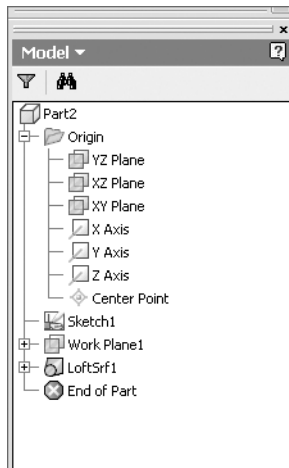 Model
Part2
Origin
YZ Plane
XZ Plane
XY Plane
X Axis
Y Axis
Z Axis
Center Point
Sketch1
Work Plane1
LoftSrf1
End of Part